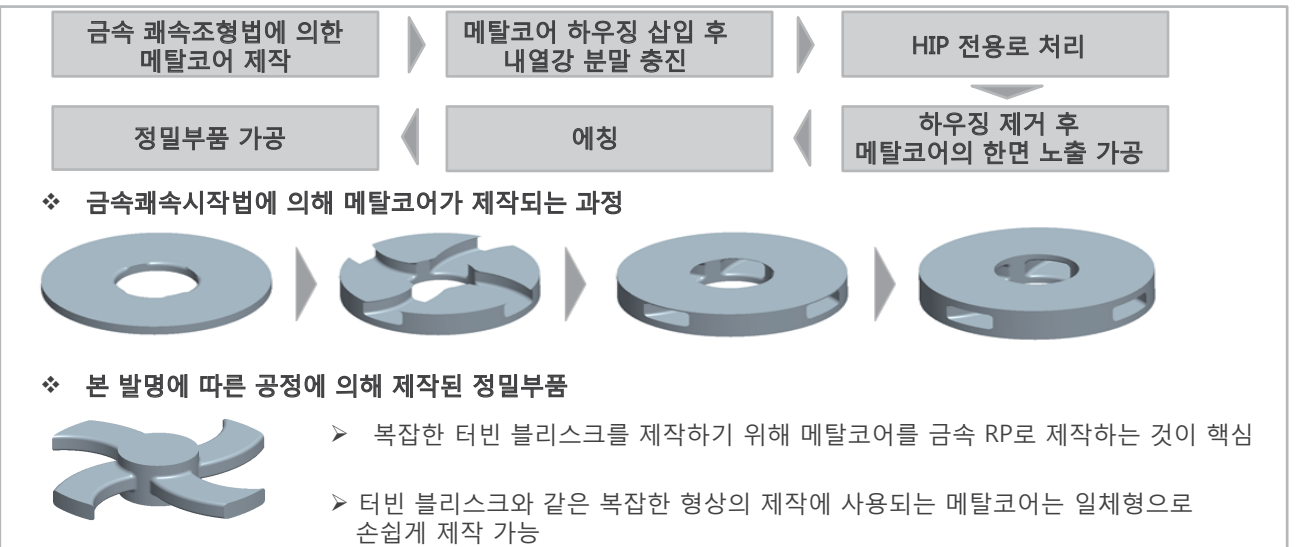 금속 쾌속조형법에 의한
메탈코어 제작
메탈코어 하우징 삽입 후
내열강 분말 충진
HIP 전용로 처리
하우징 제거 후
메탈코어의 한면 노출 가공
에칭
정밀부품 가공
❖ 금속쾌속시작법에 의해 메탈코어가 제작되는 과정
❖ 본 발명에 따른 공정에 의해 제작된 정밀부품
➢ 복잡한 터빈 블리스크를 제작하기 위해 메탈코어를 금속 RP로 제작하는 것이 핵심
➢ 터빈 블리스크와 같은 복잡한 형상의 제작에 사용되는 메탈코어는 일체형으로
손쉽게 제작 가능